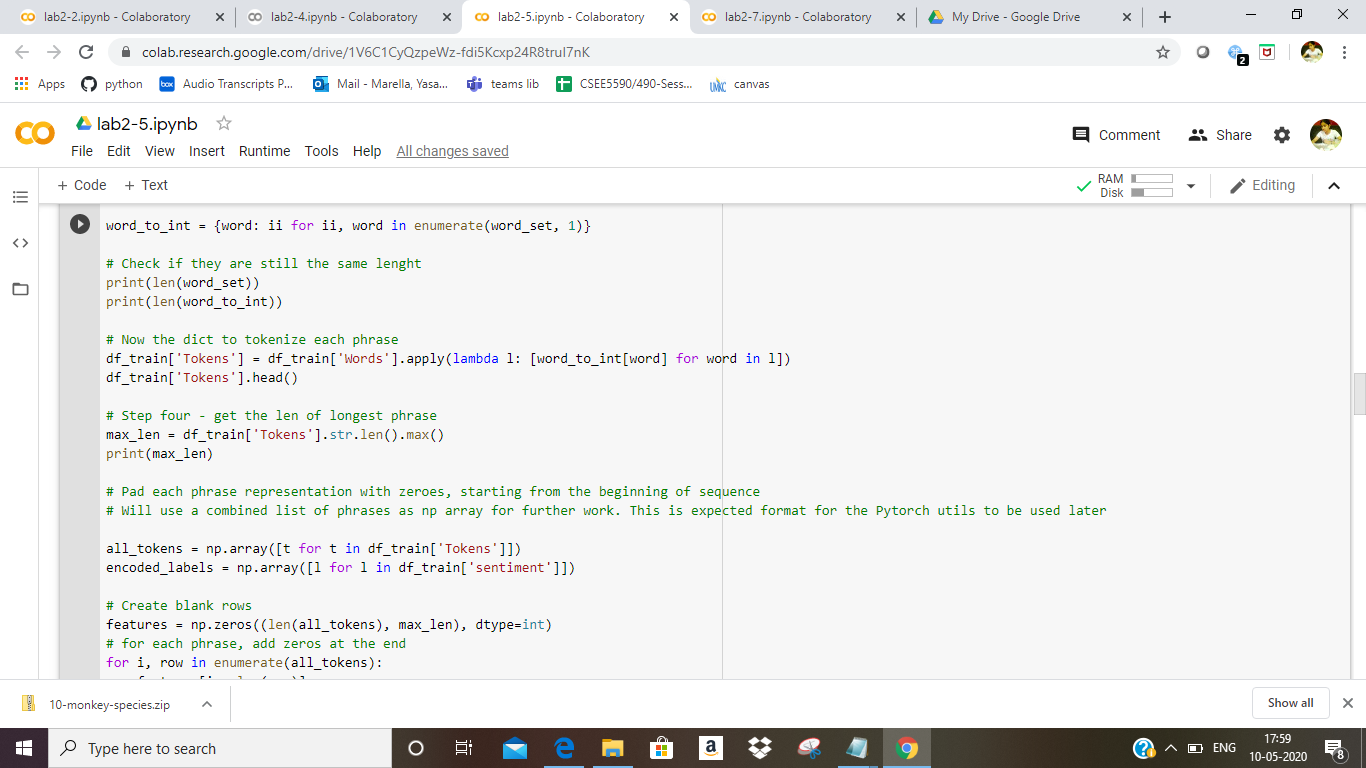 lab2-2.ipynb - Colaboratory
lab2-4.ipynb - Colaboratory
lab2-5.ipynb - Colaboratory
lab2-7.ipynb - Colaboratory
My Drive - Google Drive
colab.research.google.com/drive/1V6C1CyQzpeWz-fdi5Kcxp24R8truI7nK
2
Apps
python
box
Audio Transcripts P...
Mail - Marella, Yasa...
teams lib
CSEE5590/490-Sess...
UMKC
canvas
lab2-5.ipynb
Comment
Share
File Edit View Insert Runtime Tools Help All changes saved
+ Code + Text
RAM
Disk
Editing
word_to_int = {word: ii for ii, word in enumerate(word_set, 1)}
# Check if they are still the same lenght
print(len(word_set))
print(len(word_to_int))
# Now the dict to tokenize each phrase
df_train['Tokens'] = df_train['Words'].apply(lambda l: [word_to_int[word] for word in l])
df_train['Tokens'].head()
# Step four - get the len of longest phrase
max_len = df_train['Tokens'].str.len().max()
print(max_len)
# Pad each phrase representation with zeroes, starting from the beginning of sequence
# Will use a combined list of phrases as np array for further work. This is expected format for the Pytorch utils to be used later
all_tokens = np.array([t for t in df_train['Tokens']])
encoded_labels = np.array([l for l in df_train['sentiment']])
# Create blank rows
features = np.zeros((len(all_tokens), max_len), dtype=int)
# for each phrase, add zeros at the end
for i, row in enumerate(all_tokens):
10-monkey-species.zip
Show all
Type here to search
ENG
17:59
10-05-2020
8